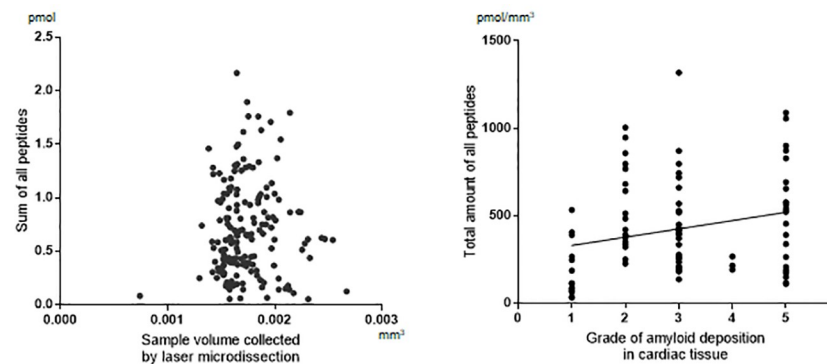 pmol
2.5
2.0
1.5
1.0
0.5
0.0
Sum of all peptides
0.000
0.001
0.002
0.003
mm³
Sample volume collected
by laser microdissection
pmol/mm³
1500
1000
500
0
Total amount of all peptides
0
1
2
3
4
5
Grade of amyloid deposition
in cardiac tissue